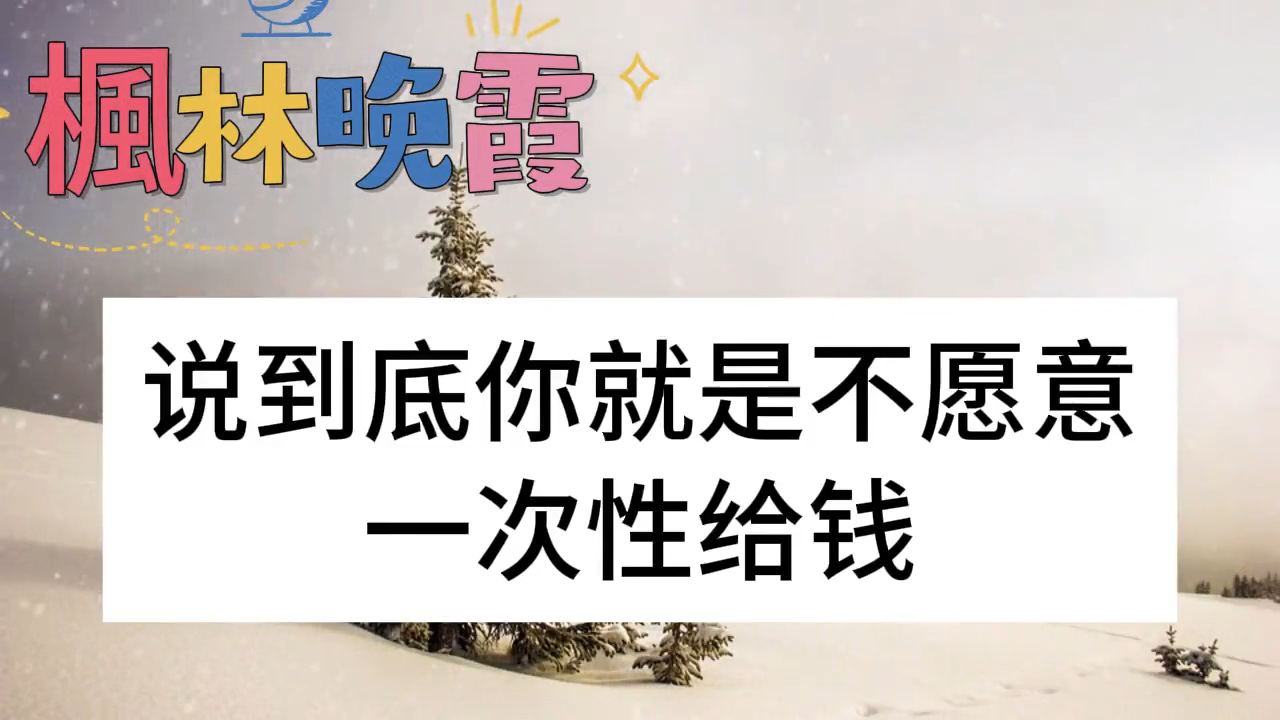 楓林晚霞
说到底你就是不愿意
一次性给钱